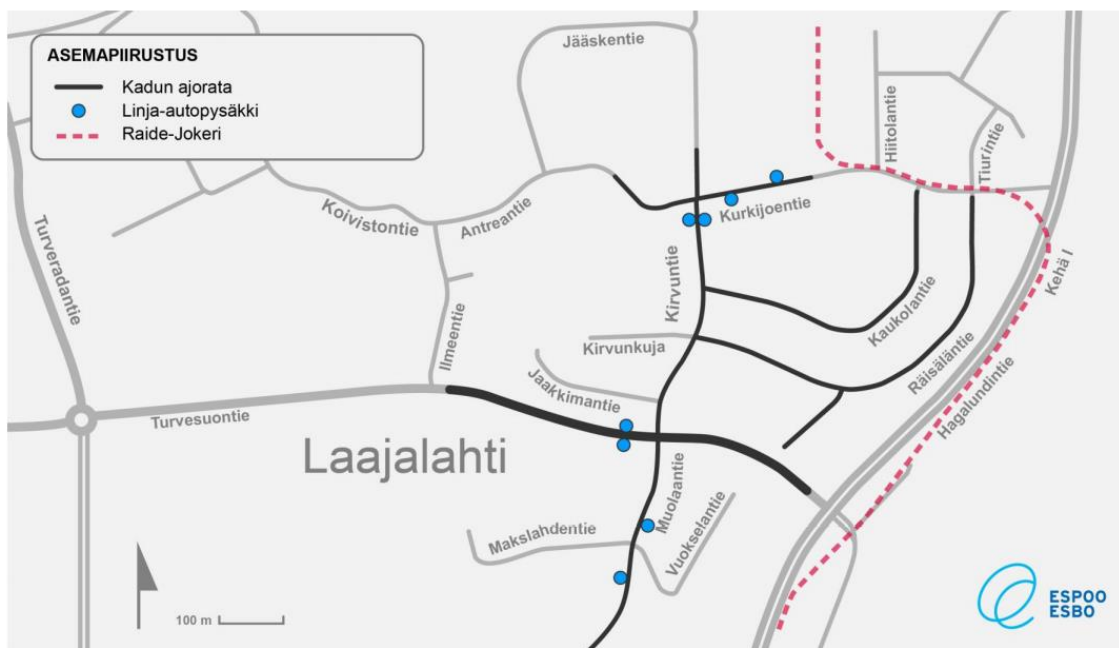 ASEMAPIIRUSTUS
Kadun ajorata
Linja-autopysäkki
Raide-Jokeri
Jääskentie
Hiitolantie
Tiurintie
Koivistontie
Antreantie
Kurkijoentie
Turveradantie
Kirvuntie
Kehä I
Kaukolantie
Ilmeentie
Kirvunkuja
Räisäläntie
Jaakkimantie
Hagalundintie
Turvesuontie
Laajalahti
Muolaantie
Makslahdentie
Vuokselantie
100 m
ESPOO
ESBO